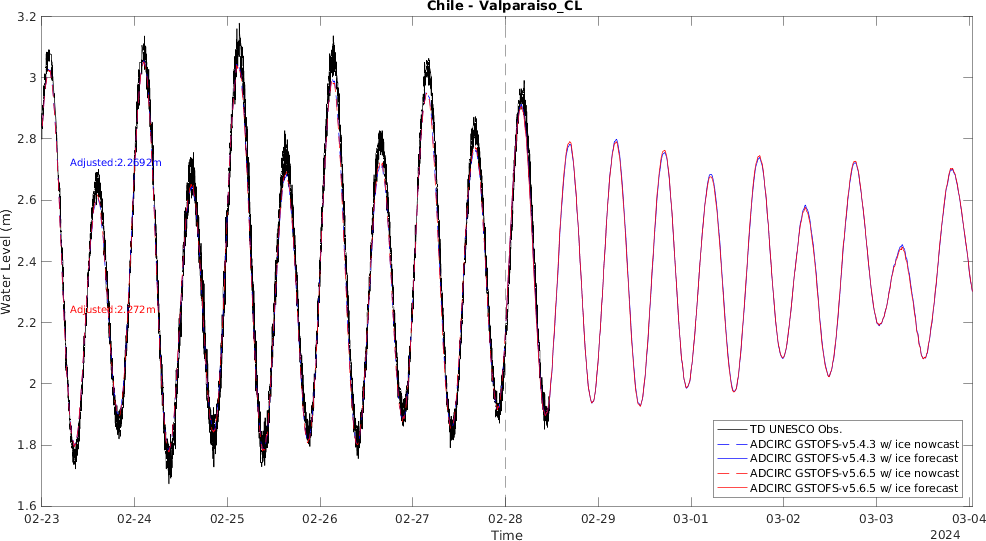 Chile - Valparaiso_CL
3.2
3
2.8
2.6
2.4
2.2
2
1.8
1.6
Water Level (m)
Adjusted:2.2692m
Adjusted:2.272m
TD UNESCO Obs.
ADCIRC GSTOFS-v5.4.3 w/ ice nowcast
ADCIRC GSTOFS-v5.4.3 w/ ice forecast
ADCIRC GSTOFS-v5.6.5 w/ ice nowcast
ADCIRC GSTOFS-v5.6.5 w/ ice forecast
02-23 02-24 02-25 02-26 02-27 02-28 02-29 03-01 03-02 03-03 03-04
Time
2024